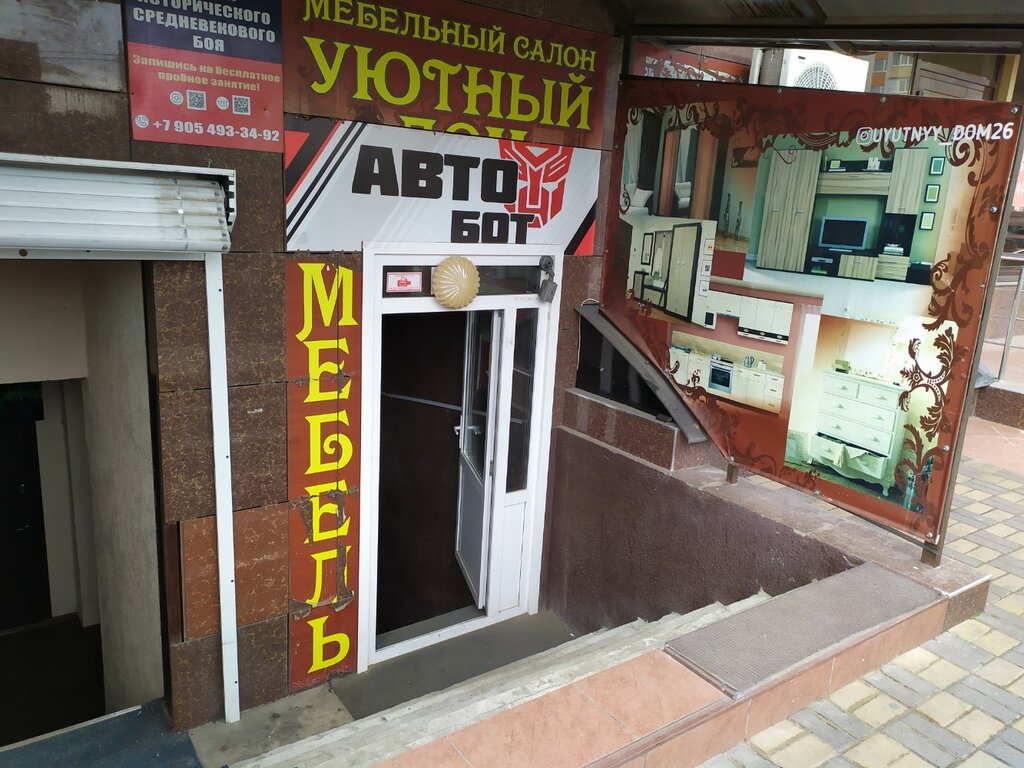 ИСТОРИЧЕСКОГО
СРЕДНЕВЕКОВОГО
БОЯ
Запишись на бесплатное
пробное занятие!
+7 905 493-34-92
МЕБЕЛЬНЫЙ САЛОН
УЮТНЫЙ
ДОМ
АВТО
БОТ
МЕБЕЛЬ
UYUTNYY_DOM26